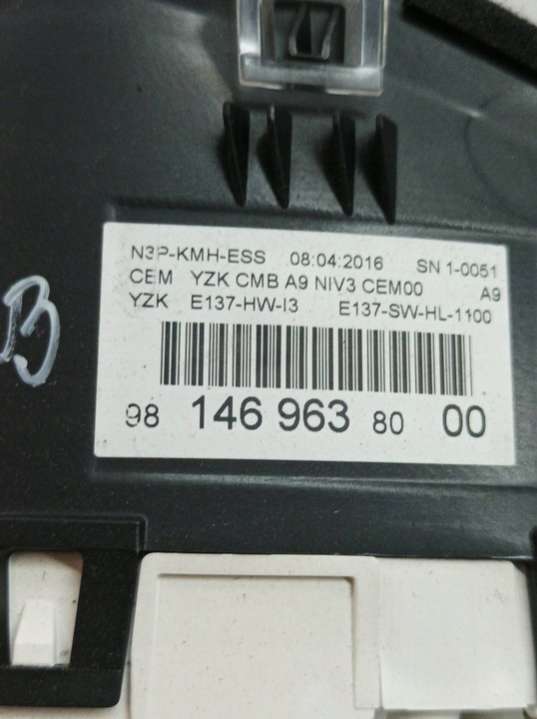 N3P-KMH-ESS 08:04:2016 SN 1-0051
CEM YZK CMB A9 NIV3 CEM00 A9
YZK E137-HW-I3 E137-SW-HL-1100
98 146 963 80 00
B